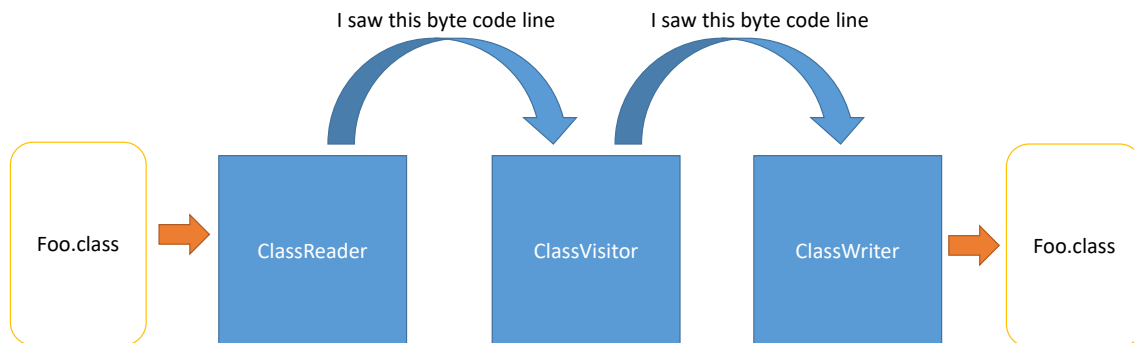 I saw this byte code line
I saw this byte code line
Foo.class
ClassReader
ClassVisitor
ClassWriter
Foo.class